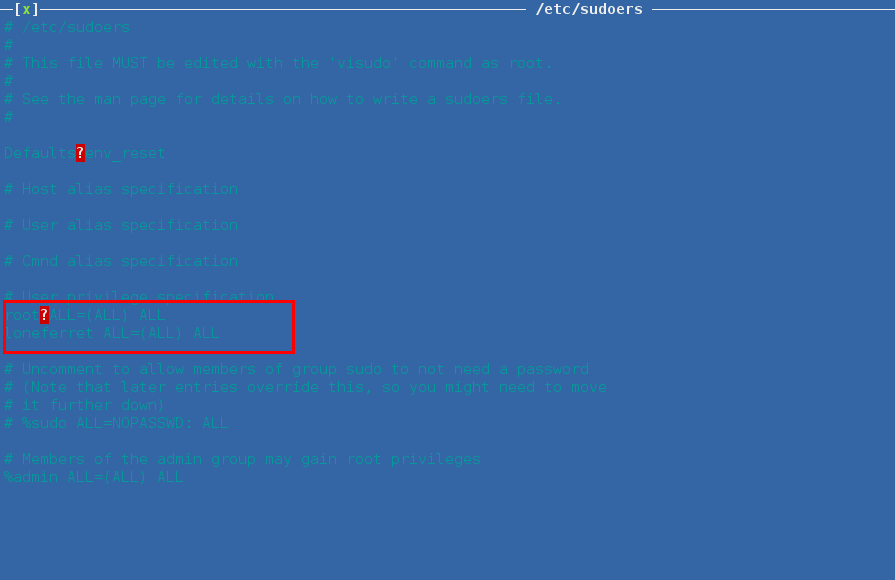 [x] /etc/sudoers
# /etc/sudoers
#
# This file MUST be edited with the 'visudo' command as root.
#
# See the man page for details on how to write a sudoers file.
#
Defaults?env_reset
# Host alias specification
# User alias specification
# Cmnd alias specification
# User privilege specification
root?ALL=(ALL) ALL
loneferret ALL=(ALL) ALL
# Uncomment to allow members of group sudo to not need a password
# (Note that later entries override this, so you might need to move
# it further down)
# %sudo ALL=NOPASSWD: ALL
# Members of the admin group may gain root privileges
%admin ALL=(ALL) ALL